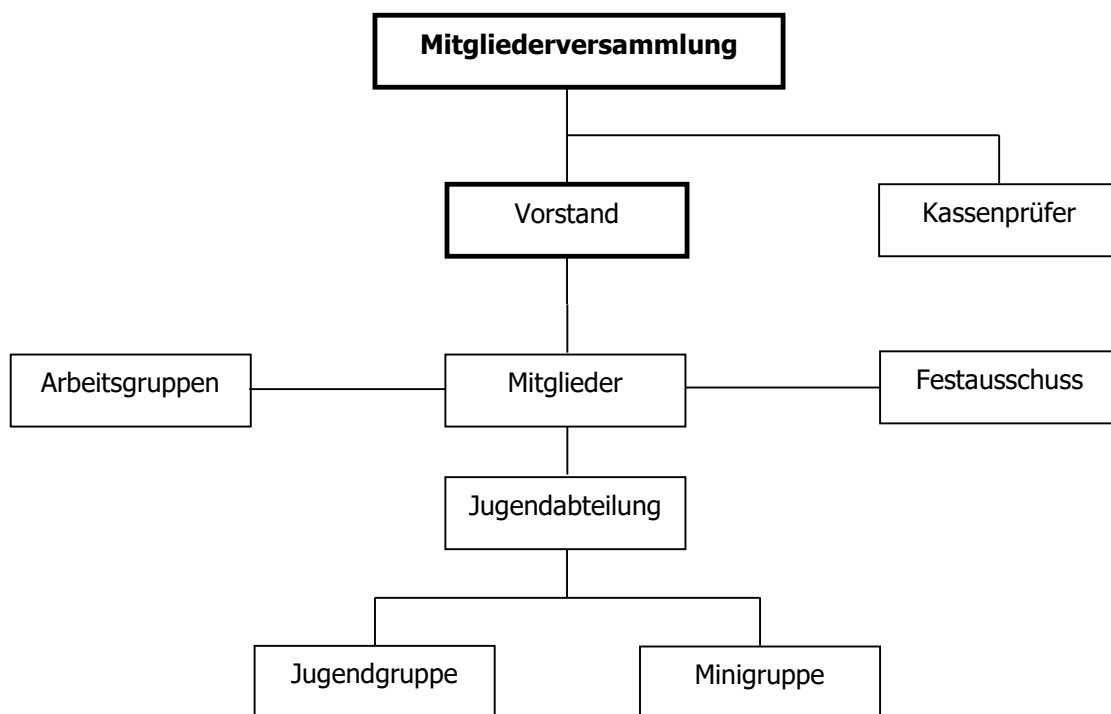 Mitgliederversammlung
Vorstand
Kassenprüfer
Arbeitsgruppen
Mitglieder
Festausschuss
Jugendabteilung
Jugendgruppe
Minigruppe